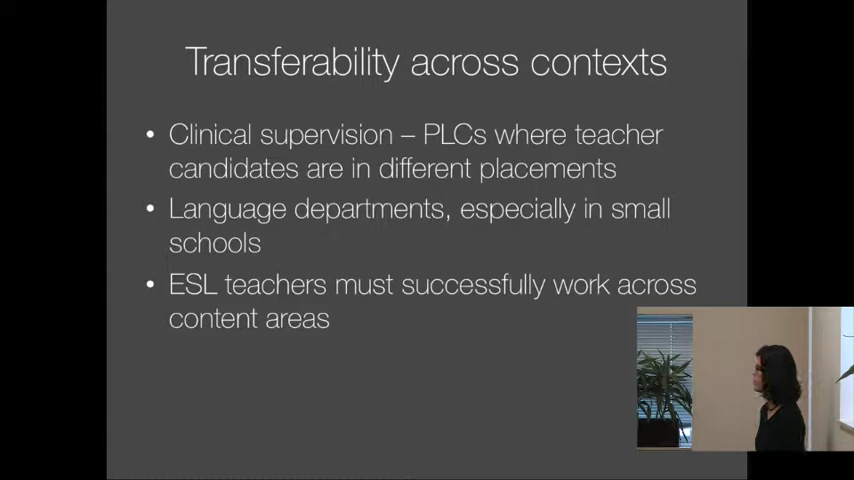 Transferability across contexts
• Clinical supervision – PLCs where teacher
candidates are in different placements
• Language departments, especially in small
schools
• ESL teachers must successfully work across
content areas